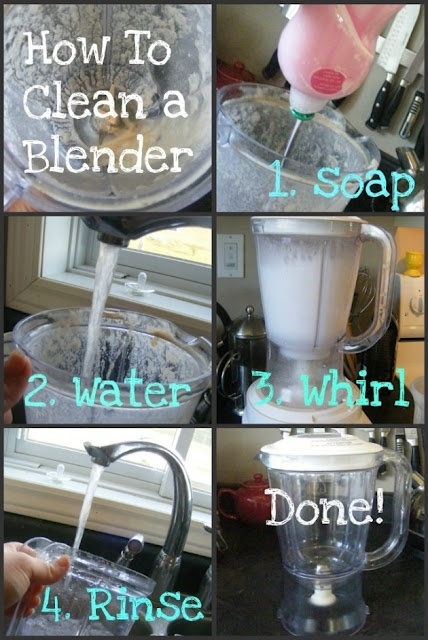 How To
Clean a
Blender
1. Soap
2. Water
3. Whirl
4. Rinse
Done!